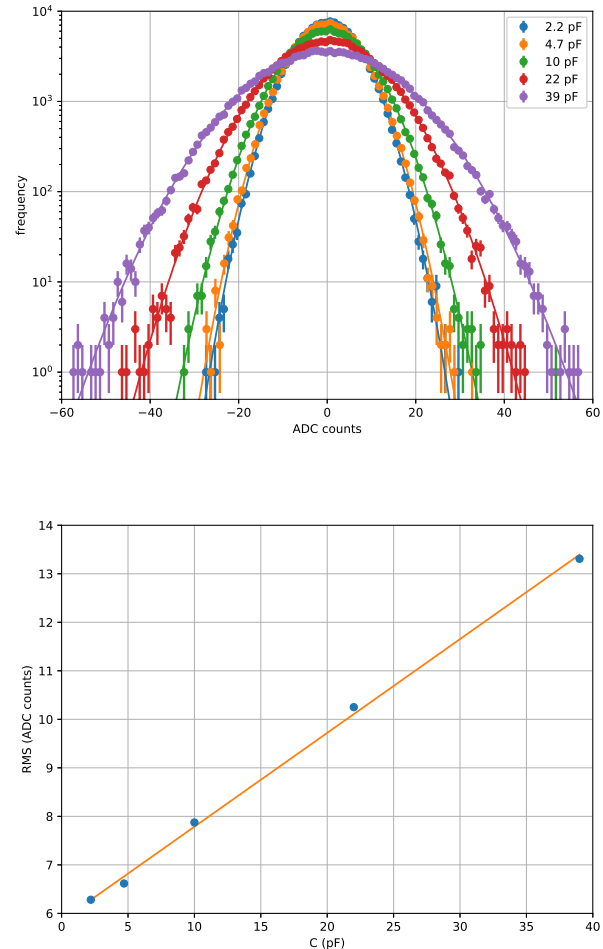 10⁴
10³
10²
10¹
10⁰
frequency
−60 −40 −20 0 20 40 60
ADC counts
2.2 pF
4.7 pF
10 pF
22 pF
39 pF
14
13
12
11
10
9
8
7
6
RMS (ADC counts)
0 5 10 15 20 25 30 35 40
C (pF)